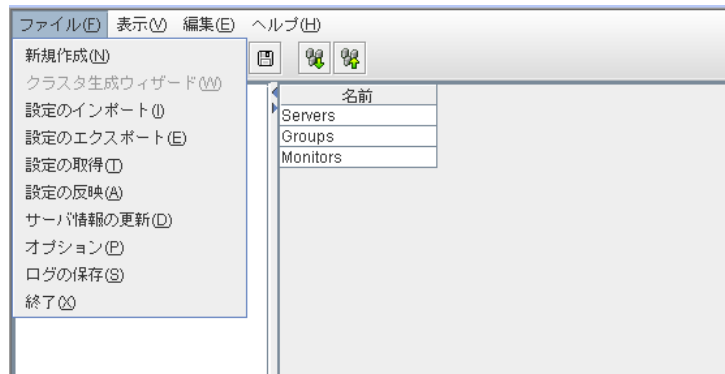 ファイル(F) 表示(V) 編集(E) ヘルプ(H)
新規作成(N)
クラスタ生成ウィザード(W)
設定のインポート(I)
設定のエクスポート(E)
設定の取得(T)
設定の反映(A)
サーバ情報の更新(D)
オプション(P)
ログの保存(S)
終了(X)
名前
Servers
Groups
Monitors